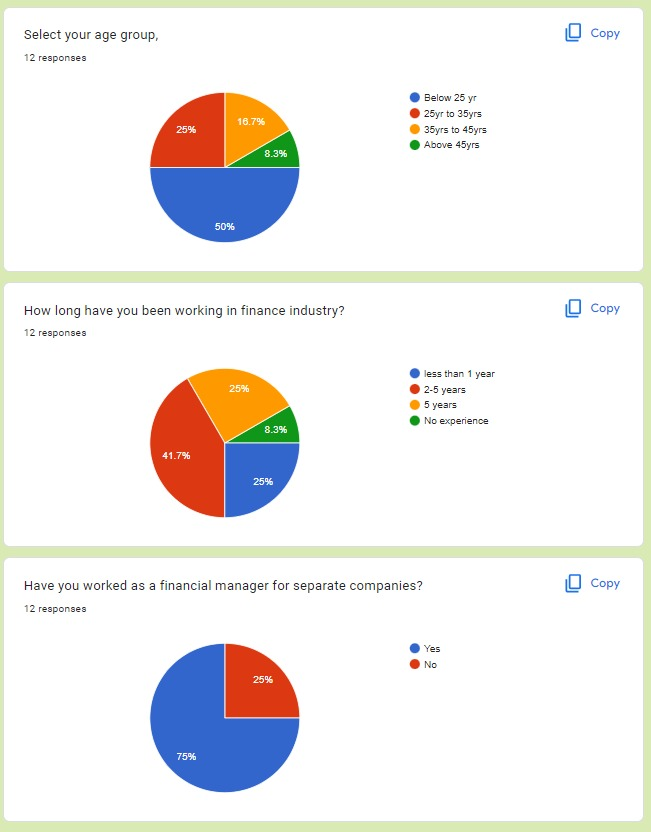 Select your age group,
Copy
12 responses
Below 25 yr
25yr to 35yrs
35yrs to 45yrs
Above 45yrs
25%
16.7%
8.3%
50%
How long have you been working in finance industry?
Copy
12 responses
less than 1 year
2-5 years
5 years
No experience
25%
8.3%
41.7%
25%
Have you worked as a financial manager for separate companies?
Copy
12 responses
Yes
No
25%
75%